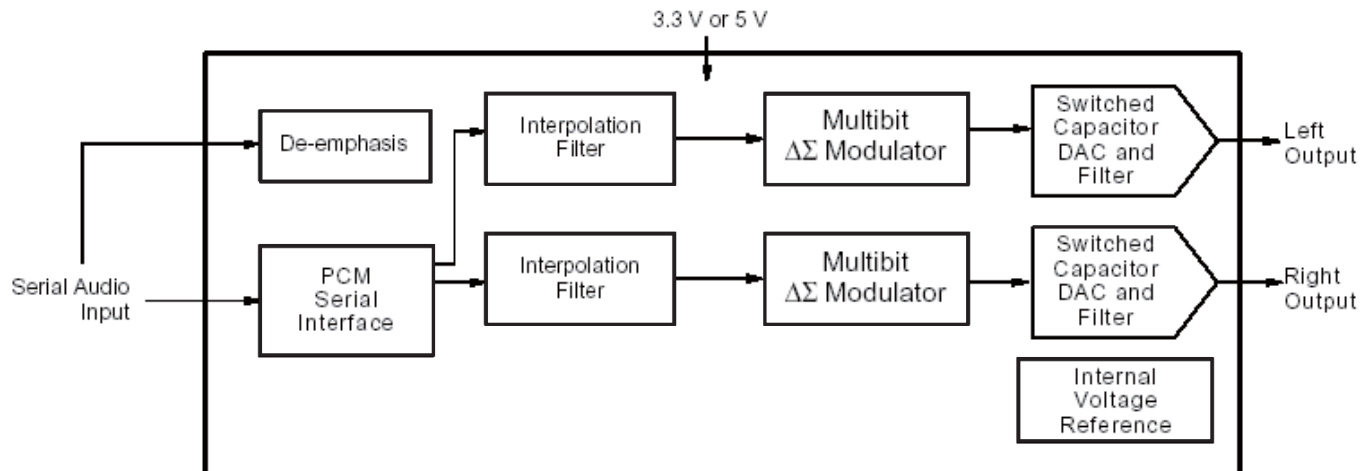 3.3 V or 5 V
De-emphasis
Interpolation
Filter
Multibit
ΔΣ Modulator
Switched
Capacitor
DAC and
Filter
Left
Output
Serial Audio
Input
PCM
Serial
Interface
Interpolation
Filter
Multibit
ΔΣ Modulator
Switched
Capacitor
DAC and
Filter
Right
Output
Internal
Voltage
Reference